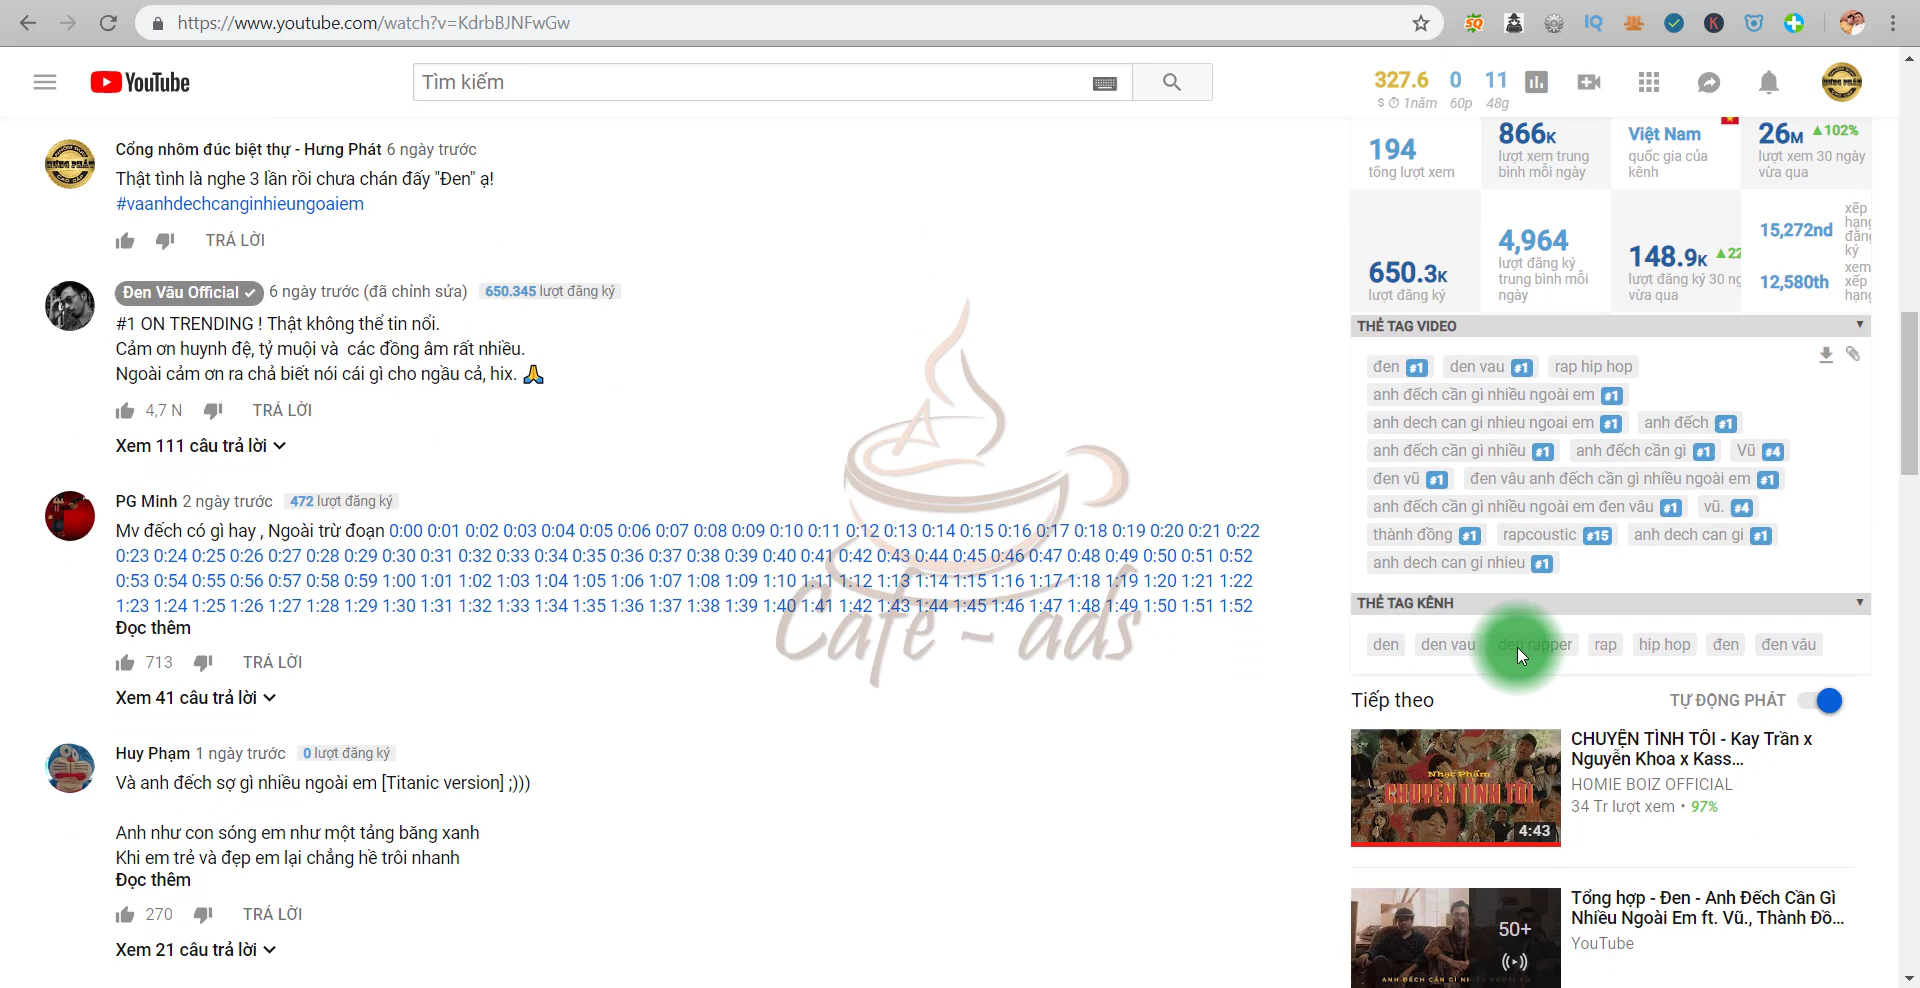 https://www.youtube.com/watch?v=KdrbBJNFwGw
YouTube
Tìm kiếm
327.6 0 11
$ 1năm 60p 48g
Cổng nhôm đúc biệt thự - Hưng Phát 6 ngày trước
Thật tình là nghe 3 lần rồi chưa chán đấy "Đen" ạ!
#vaanhdechcanginhieungoaiem
TRẢ LỜI
Đen Vâu Official 6 ngày trước (đã chỉnh sửa) 650.345 lượt đăng ký
#1 ON TRENDING ! Thật không thể tin nổi.
Cảm ơn huynh đệ, tỷ muội và các đồng âm rất nhiều.
Ngoài cảm ơn ra chả biết nói cái gì cho ngầu cả, hix. 🙏
4,7 N TRẢ LỜI
Xem 111 câu trả lời
PG Minh 2 ngày trước 472 lượt đăng ký
Mv đếch có gì hay , Ngoài trừ đoạn 0:00 0:01 0:02 0:03 0:04 0:05 0:06 0:07 0:08 0:09 0:10 0:11 0:12 0:13 0:14 0:15 0:16 0:17 0:18 0:19 0:20 0:21 0:22
0:23 0:24 0:25 0:26 0:27 0:28 0:29 0:30 0:31 0:32 0:33 0:34 0:35 0:36 0:37 0:38 0:39 0:40 0:41 0:42 0:43 0:44 0:45 0:46 0:47 0:48 0:49 0:50 0:51 0:52
0:53 0:54 0:55 0:56 0:57 0:58 0:59 1:00 1:01 1:02 1:03 1:04 1:05 1:06 1:07 1:08 1:09 1:10 1:11 1:12 1:13 1:14 1:15 1:16 1:17 1:18 1:19 1:20 1:21 1:22
1:23 1:24 1:25 1:26 1:27 1:28 1:29 1:30 1:31 1:32 1:33 1:34 1:35 1:36 1:37 1:38 1:39 1:40 1:41 1:42 1:43 1:44 1:45 1:46 1:47 1:48 1:49 1:50 1:51 1:52
Đọc thêm
713 TRẢ LỜI
Xem 41 câu trả lời
Huy Phạm 1 ngày trước 0 lượt đăng ký
Và anh đếch sợ gì nhiều ngoài em [Titanic version] ;)))
Anh như con sóng em như một tảng băng xanh
Khi em trẻ và đẹp em lại chẳng hề trôi nhanh
Đọc thêm
270 TRẢ LỜI
Xem 21 câu trả lời
Cafe ~ ads
194
tổng lượt xem
866K
lượt xem trung
bình mỗi ngày
Việt Nam
quốc gia của
kênh
26M ▲102%
lượt xem 30 ngày
vừa qua
650.3K
lượt đăng ký
4,964
lượt đăng ký
trung bình mỗi
ngày
148.9K ▲22
lượt đăng ký 30 ng
vừa qua
15,272nd
xếp
hạng
đăng
ký
12,580th
xem
xếp
hạng
THẺ TAG VIDEO ▼
đen #1 den vau #1 rap hip hop
anh đếch cần gì nhiều ngoài em #1
anh dech can gi nhieu ngoai em #1 anh đếch #1
anh đếch cần gì nhiều #1 anh đếch cần gì #1 Vũ #4
đen vũ #1 đen vâu anh đếch cần gì nhiều ngoài em #1
anh đếch cần gì nhiều ngoài em đen vâu #1 vũ. #4
thành đồng #1 rapcoustic #15 anh dech can gi #1
anh dech can gi nhieu #1
THẺ TAG KÊNH ▼
den den vau den rapper rap hip hop đen đen vâu
Tiếp theo TỰ ĐỘNG PHÁT
Nhạc Phẩm
CHUYỆN TÌNH TÔI
4:43
CHUYỆN TÌNH TÔI - Kay Trần x
Nguyễn Khoa x Kass...
HOMIE BOIZ OFFICIAL
34 Tr lượt xem • 97%
50+
Tổng hợp - Đen - Anh Đếch Cần Gì
Nhiều Ngoài Em ft. Vũ., Thành Đồ...
YouTube